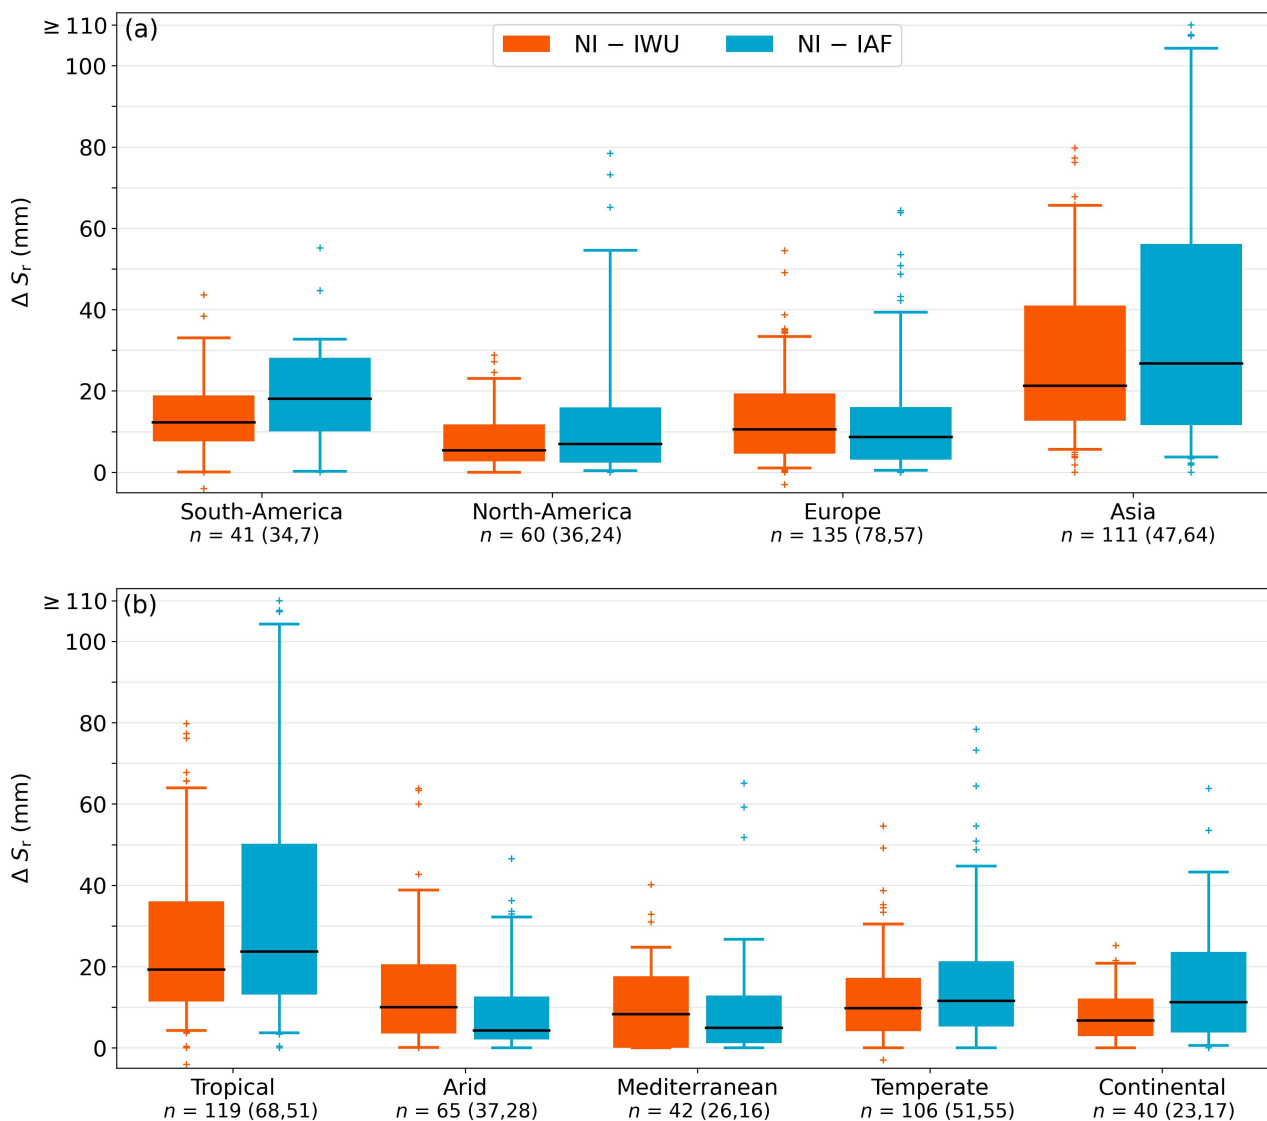 (a)
NI − IWU NI − IAF
≥ 110
100
80
60
40
20
0
Δ Sr (mm)
South-America North-America Europe Asia
n = 41 (34,7) n = 60 (36,24) n = 135 (78,57) n = 111 (47,64)
(b)
≥ 110
100
80
60
40
20
0
Δ Sr (mm)
Tropical Arid Mediterranean Temperate Continental
n = 119 (68,51) n = 65 (37,28) n = 42 (26,16) n = 106 (51,55) n = 40 (23,17)